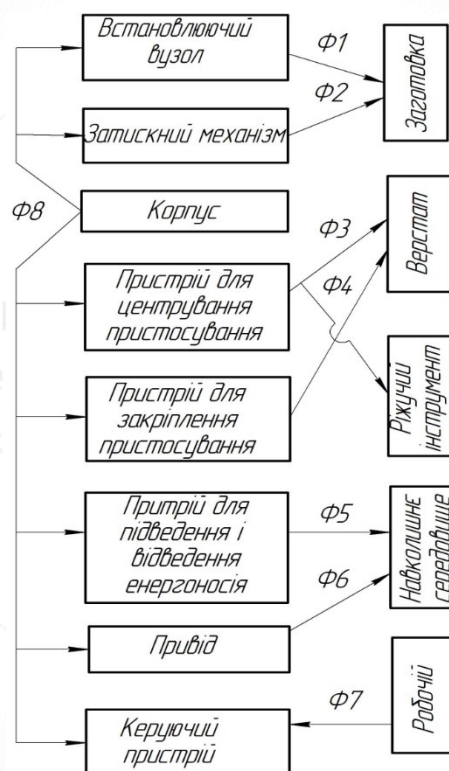 Встановлюючий
вузол
Ф1
Заготовка
Ф2
Затискний механізм
Корпус
Ф8
Ф3
Верстат
Пристрій для
центрування
пристосування
Ф4
Ріжучий
інструмент
Пристрій для
закріплення
пристосування
Притрій для
підведення і
відведення
енергоносія
Ф5
Навколишнє
середовище
Ф6
Привід
Ф7
Робочій
Керуючий
пристрій